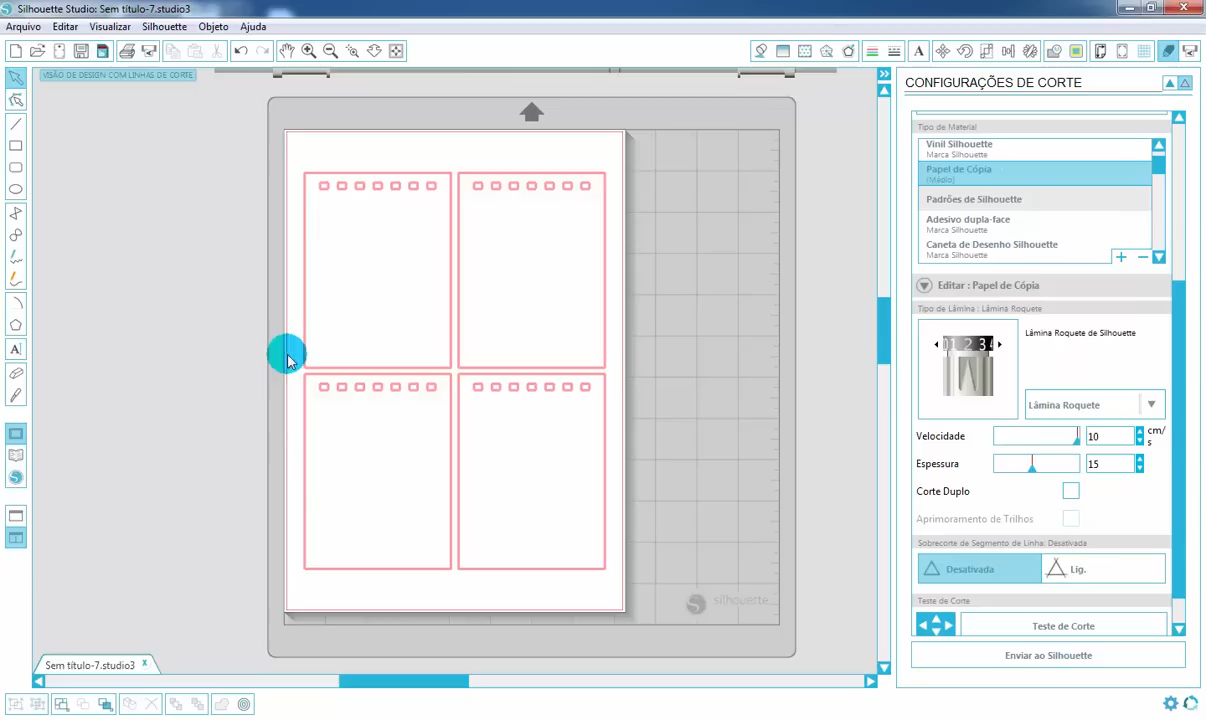 Silhouette Studio: Sem título-7.studio3
Arquivo Editar Visualizar Silhouette Objeto Ajuda
VISÃO DE DESIGN COM LINHAS DE CORTE
CONFIGURAÇÕES DE CORTE
Tipo de Material
Vinil Silhouette
Marca Silhouette
Papel de Cópia
(Médio)
Padrões de Silhouette
Adesivo dupla-face
Marca Silhouette
Caneta de Desenho Silhouette
Marca Silhouette
Editar : Papel de Cópia
Tipo de Lâmina : Lâmina Roquete
Lâmina Roquete de Silhouette
Lâmina Roquete
Velocidade 10 cm/s
Espessura 15
Corte Duplo
Aprimoramento de Trilhos
Sobrecorte de Segmento de Linha: Desativada
Desativada Lig.
Teste de Corte
Teste de Corte
Enviar ao Silhouette
silhouette
Sem título-7.studio3